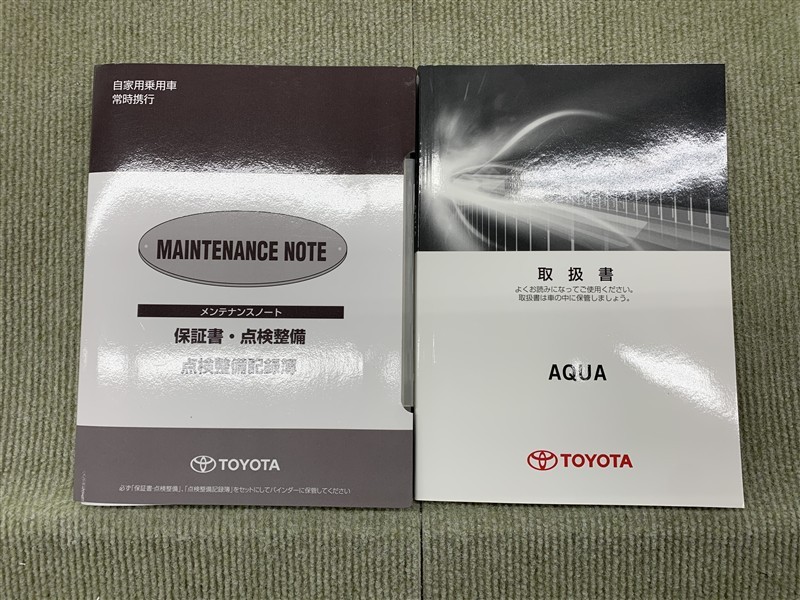 自家用乗用車
常時携行
MAINTENANCE NOTE
メンテナンスノート
保証書・点検整備
点検整備記録簿
TOYOTA
必ず「保証書・点検整備」、「点検整備記録簿」をセットにしてバインダーに保管してください
取扱書
よくお読みになってご使用ください。
取扱書は車の中に保管しましょう。
AQUA
TOYOTA